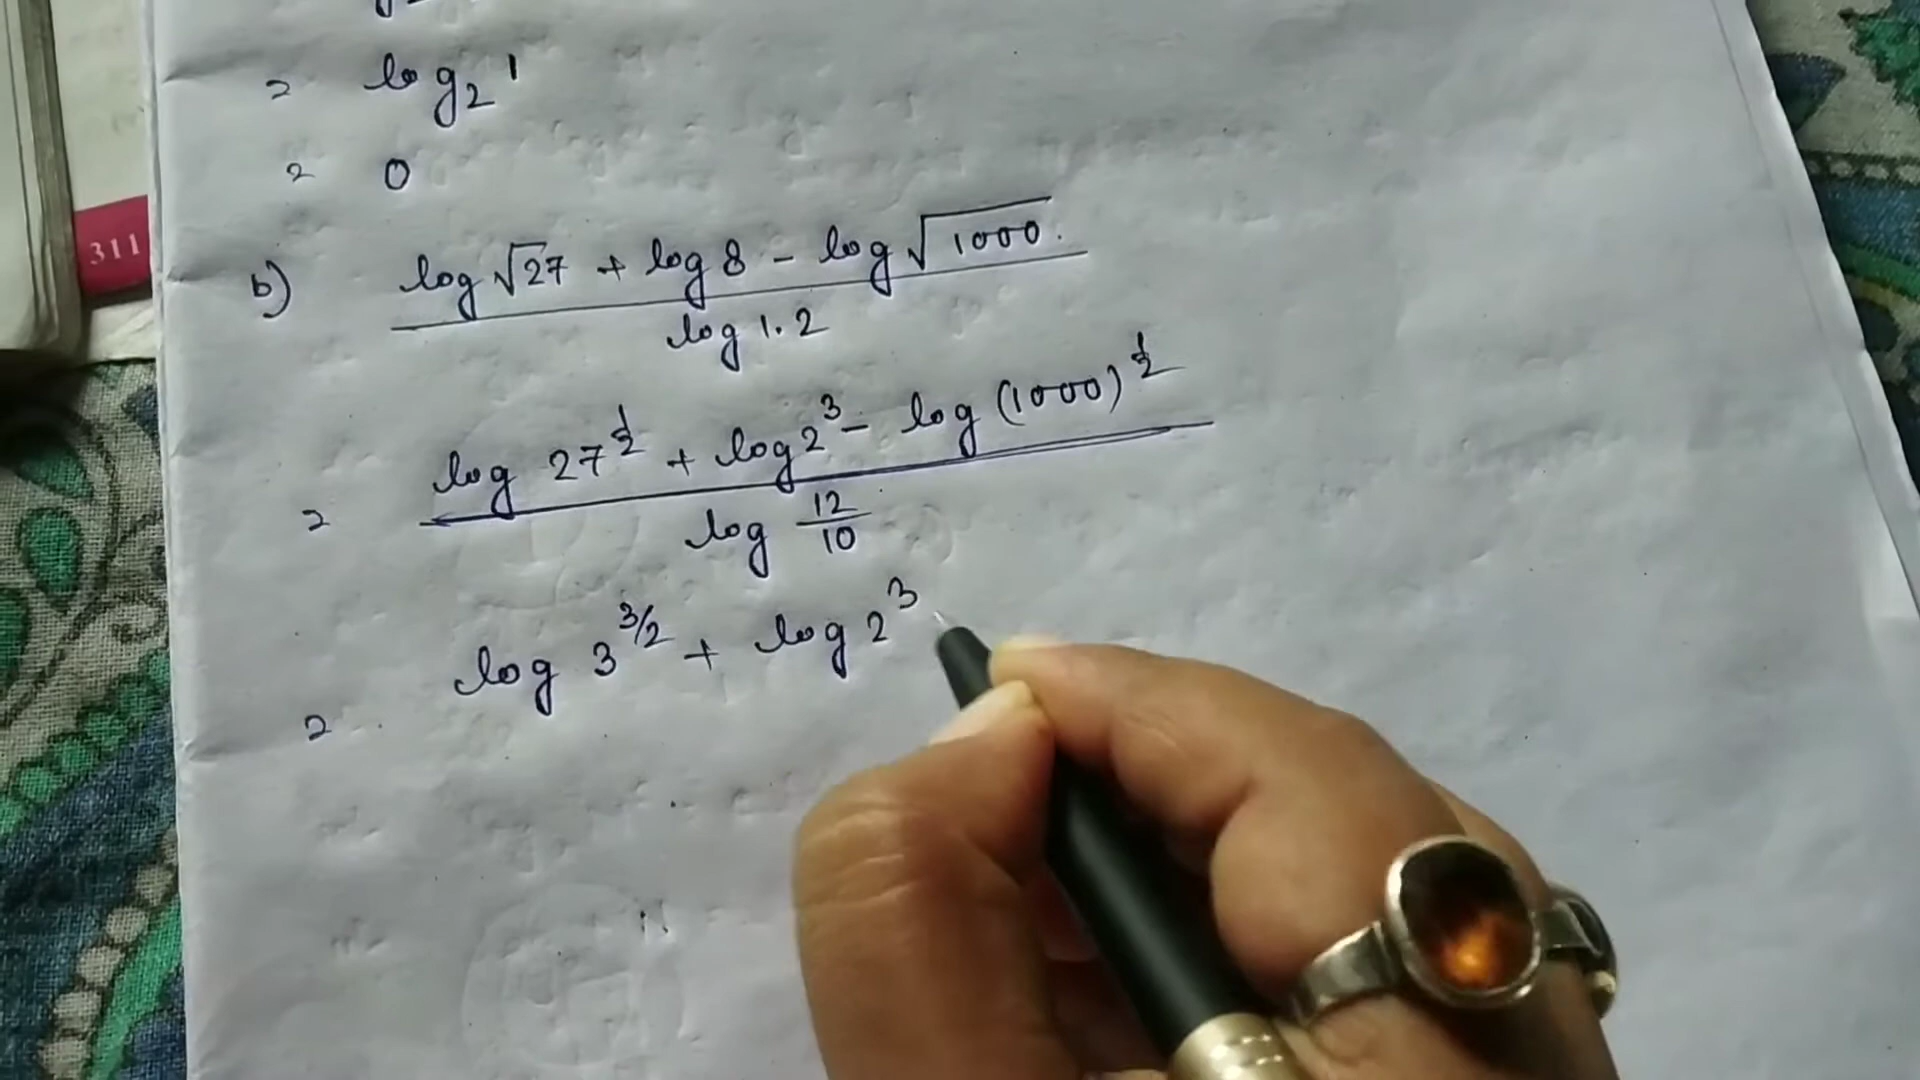 = log₂ 1
= 0
311
b) log √27 + log 8 - log √1000
log 1.2
= log 27^½ + log 2³ - log (1000)^½
log 12/10
= log 3^3/2 + log 2³